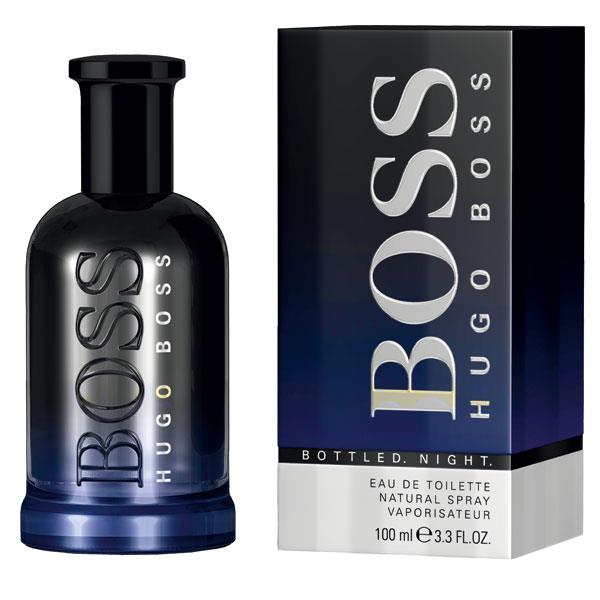 BOSS
HUGO BOSS
BOSS
HUGO BOSS
BOTTLED. NIGHT.
EAU DE TOILETTE
NATURAL SPRAY
VAPORISATEUR
100 ml ℮ 3.3 FL.OZ.